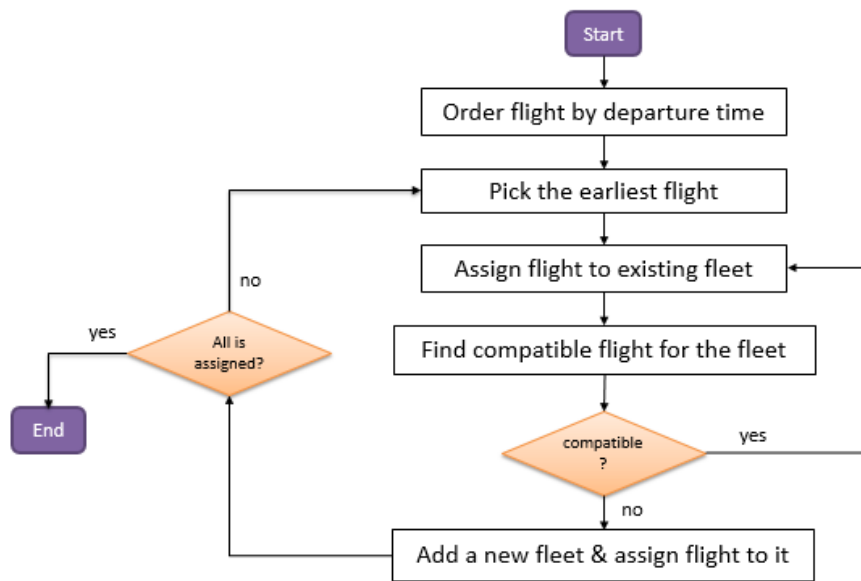 Start
Order flight by departure time
Pick the earliest flight
Assign flight to existing fleet
no
yes
All is
assigned?
Find compatible flight for the fleet
End
compatible
?
yes
no
Add a new fleet & assign flight to it